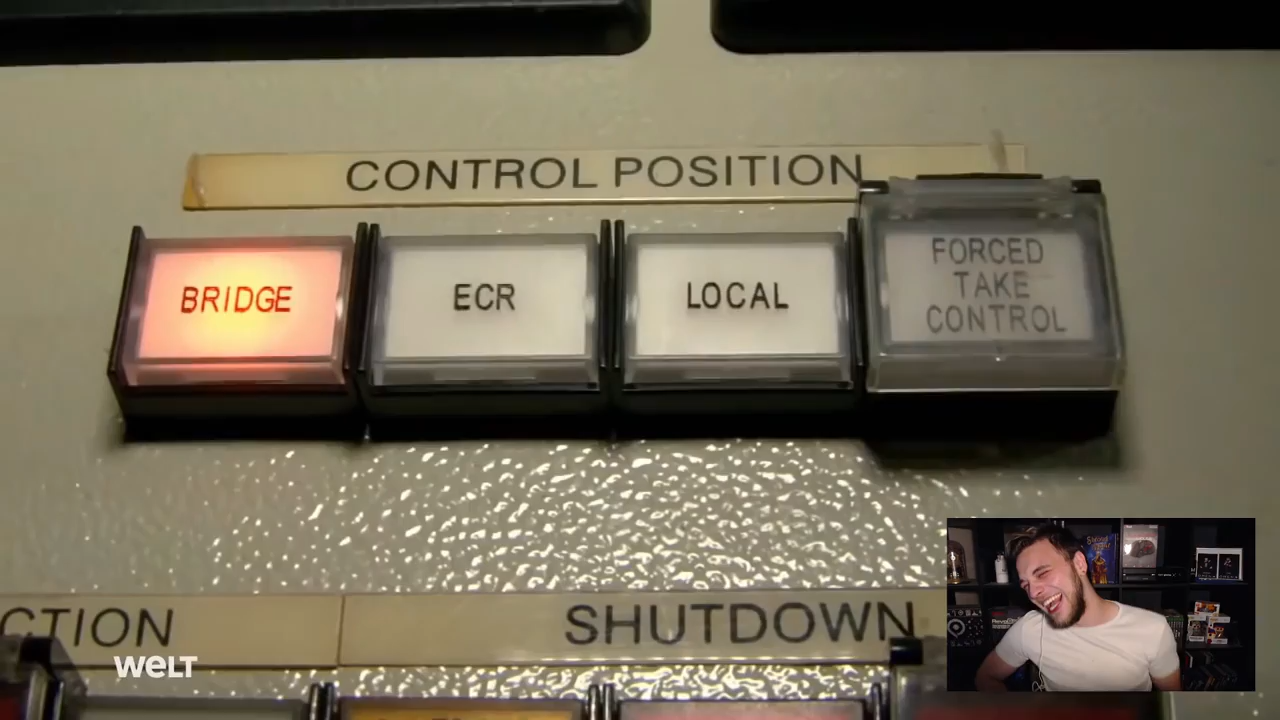 CONTROL POSITION
BRIDGE
ECR
LOCAL
FORCED
TAKE
CONTROL
CTION
SHUTDOWN
WELT